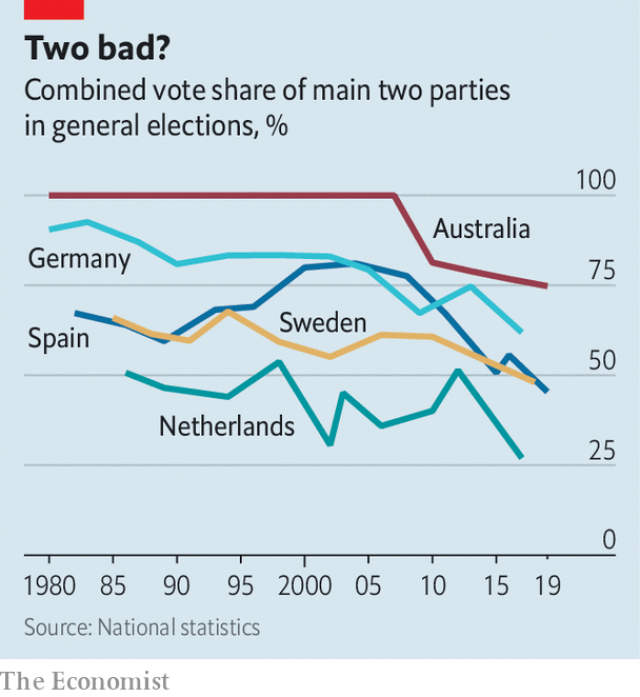 Two bad?
Combined vote share of main two parties
in general elections, %
100
Australia
Germany
75
Spain
Sweden
50
Netherlands
25
0
1980 85 90 95 2000 05 10 15 19
Source: National statistics
The Economist